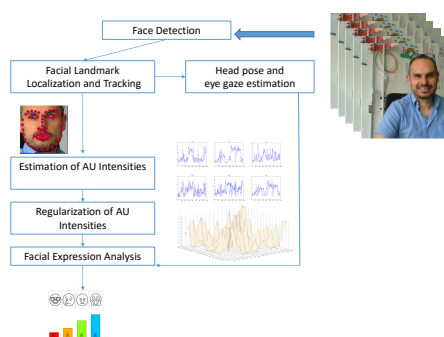 Face Detection
Facial Landmark
Localization and Tracking
Head pose and
eye gaze estimation
Estimation of AU Intensities
Regularization of AU
Intensities
Facial Expression Analysis